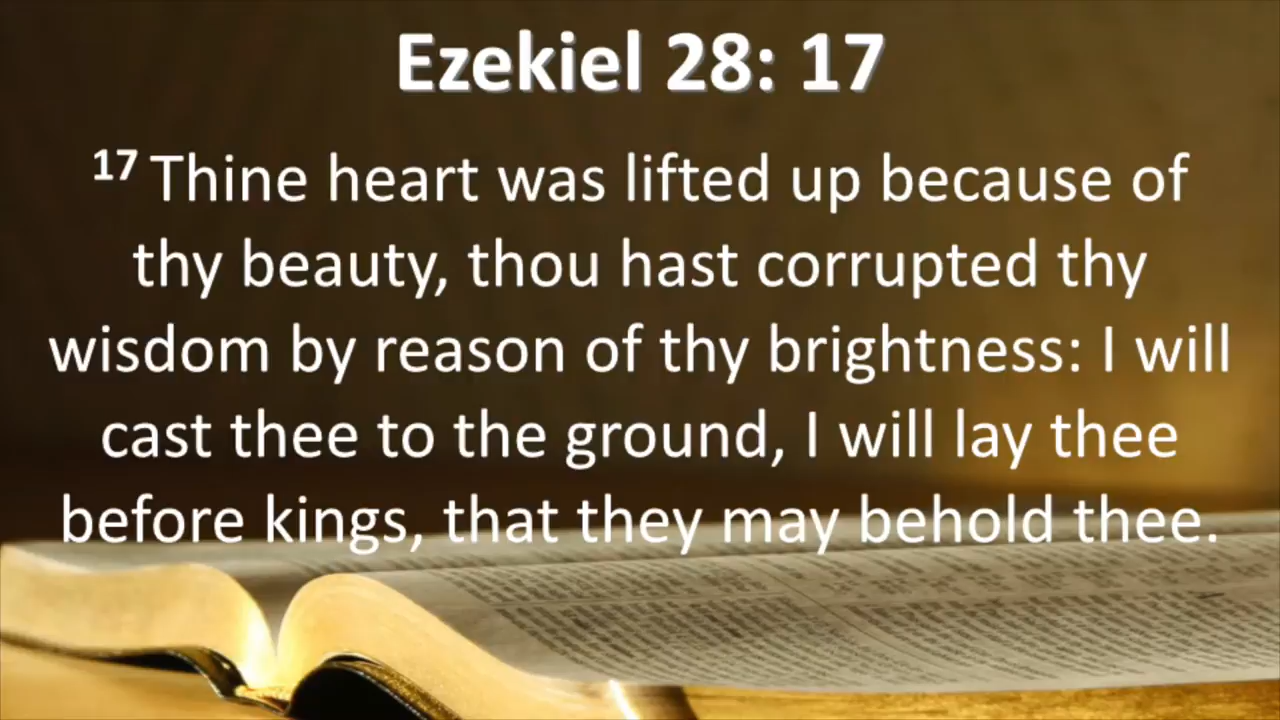 Ezekiel 28: 17
17 Thine heart was lifted up because of
thy beauty, thou hast corrupted thy
wisdom by reason of thy brightness: I will
cast thee to the ground, I will lay thee
before kings, that they may behold thee.